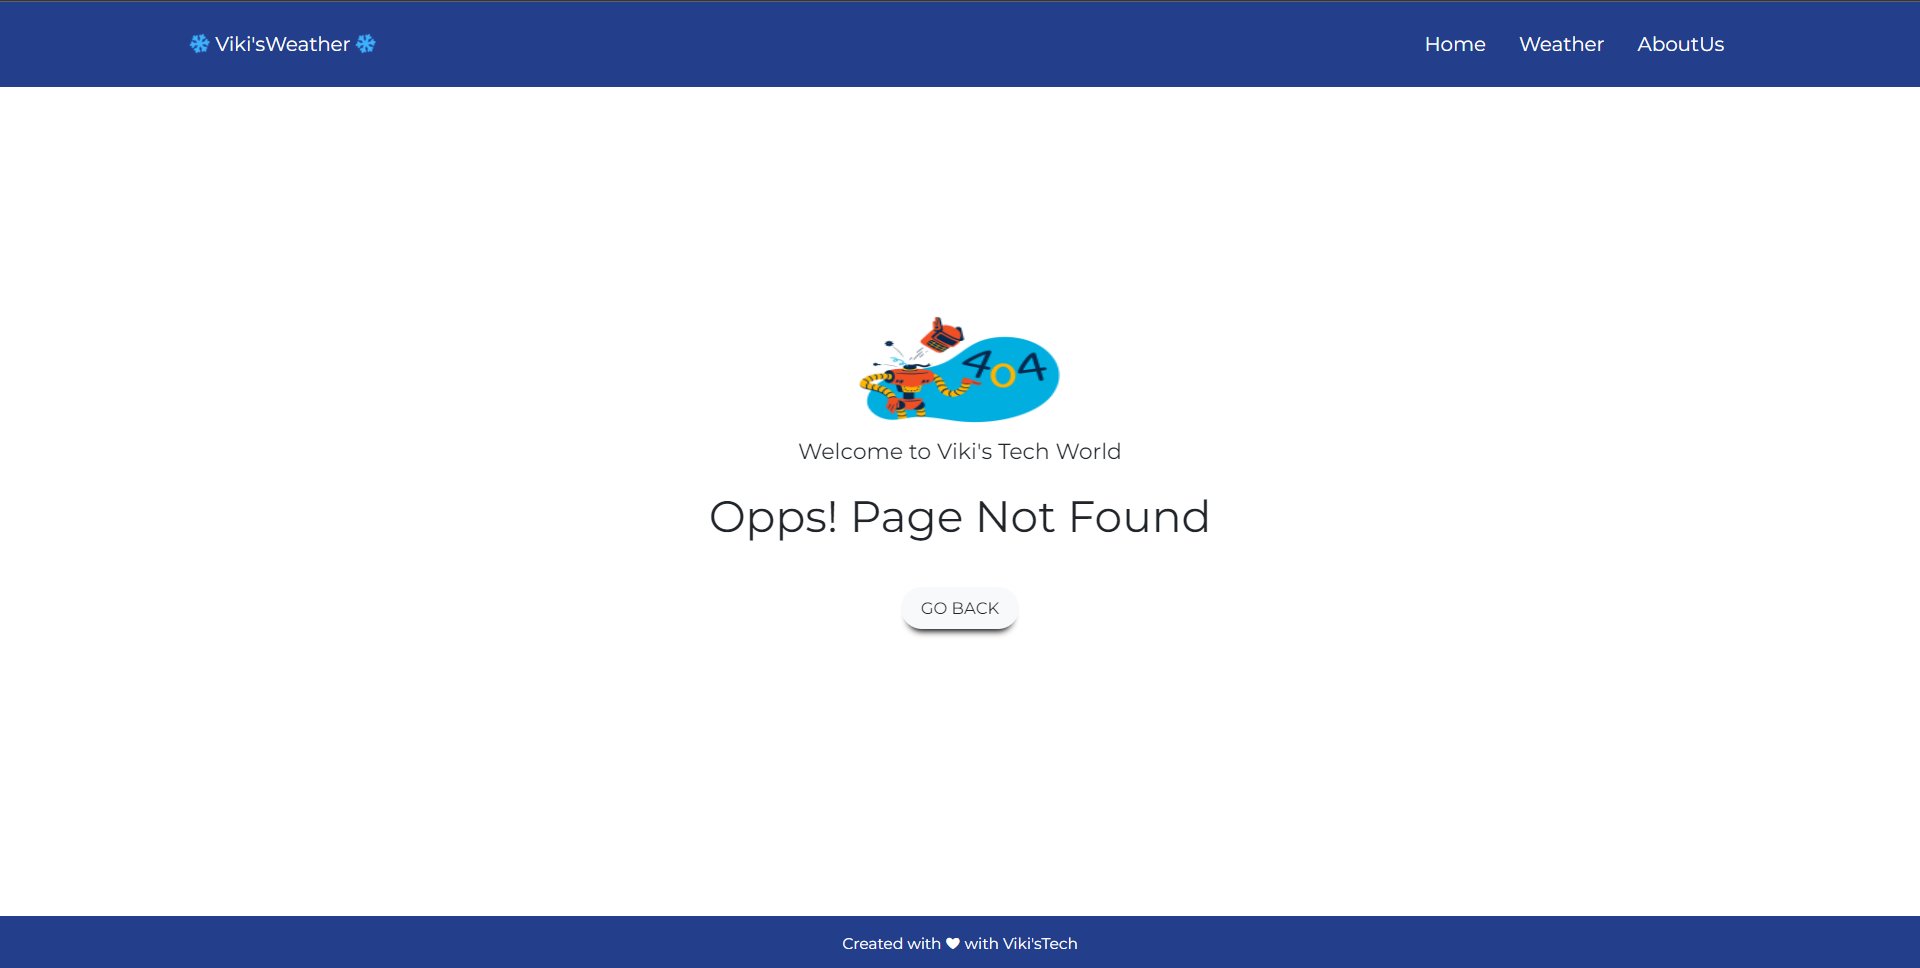 Viki'sWeather
Home Weather AboutUs
404
Welcome to Viki's Tech World
Opps! Page Not Found
GO BACK
Created with ♥ with Viki'sTech